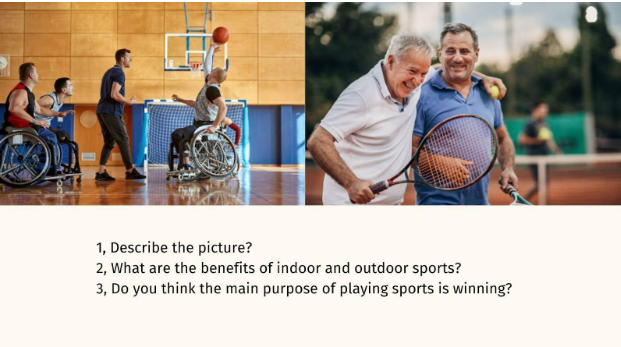 1, Describe the picture?
2, What are the benefits of indoor and outdoor sports?
3, Do you think the main purpose of playing sports is winning?